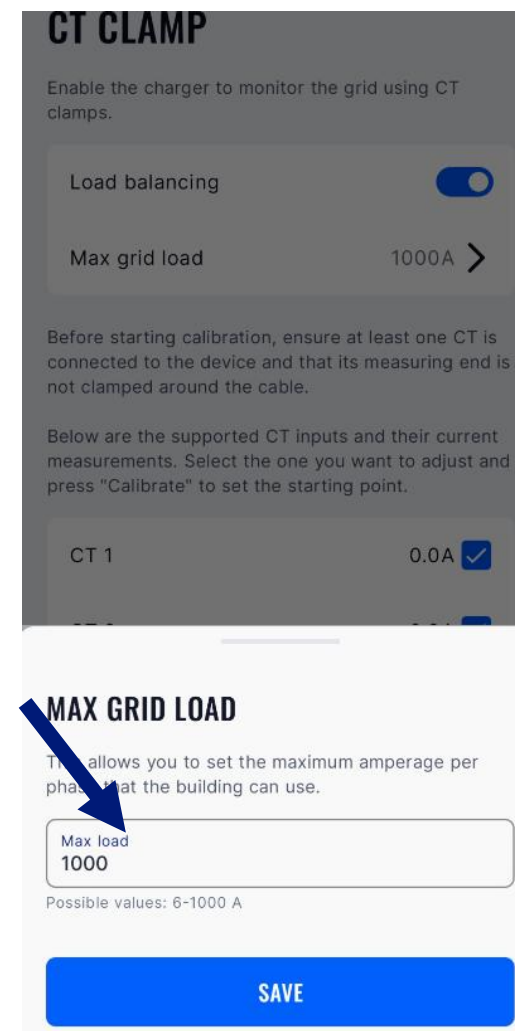 CT CLAMP
Enable the charger to monitor the grid using CT
clamps.
Load balancing
Max grid load 1000A
Before starting calibration, ensure at least one CT is
connected to the device and that its measuring end is
not clamped around the cable.
Below are the supported CT inputs and their current
measurements. Select the one you want to adjust and
press "Calibrate" to set the starting point.
CT 1 0.0A
MAX GRID LOAD
allows you to set the maximum amperage per
that the building can use.
Max load
1000
Possible values: 6-1000 A
SAVE